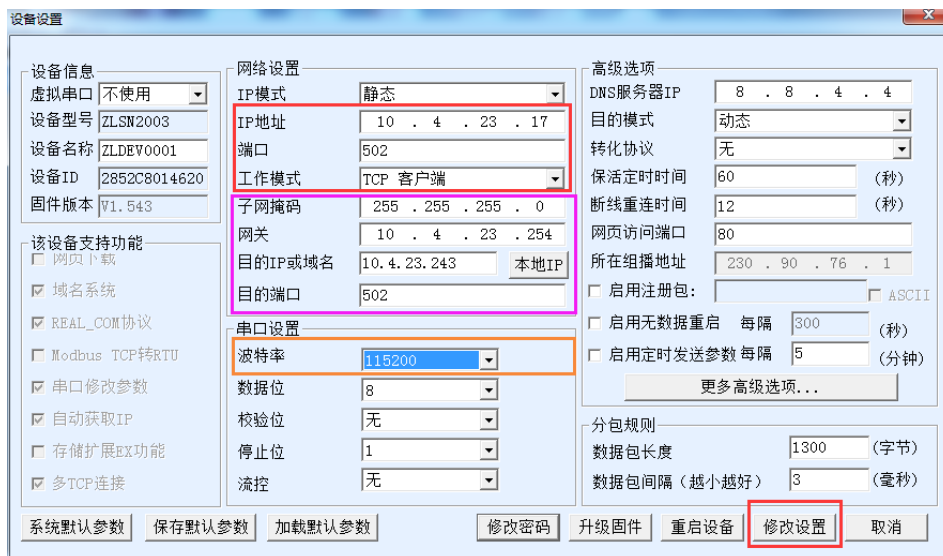 设备设置
设备信息
虚拟串口 不使用
设备型号 ZLSN2003
设备名称 ZLDEV0001
设备ID 2852C8014620
固件版本 V1.543
该设备支持功能
网页下载
域名系统
REAL_COM协议
Modbus TCP转RTU
串口修改参数
自动获取IP
存储扩展EX功能
多TCP连接
网络设置
IP模式 静态
IP地址 10 . 4 . 23 . 17
端口 502
工作模式 TCP 客户端
子网掩码 255 . 255 . 255 . 0
网关 10 . 4 . 23 . 254
目的IP或域名 10.4.23.243 本地IP
目的端口 502
串口设置
波特率 115200
数据位 8
校验位 无
停止位 1
流控 无
高级选项
DNS服务器IP 8 . 8 . 4 . 4
目的模式 动态
转化协议 无
保活定时时间 60 (秒)
断线重连时间 12 (秒)
网页访问端口 80
所在组播地址 230 . 90 . 76 . 1
启用注册包: ASCII
启用无数据重启 每隔 300 (秒)
启用定时发送参数 每隔 5 (分钟)
更多高级选项...
分包规则
数据包长度 1300 (字节)
数据包间隔（越小越好） 3 (毫秒)
系统默认参数 保存默认参数 加载默认参数 修改密码 升级固件 重启设备 修改设置 取消